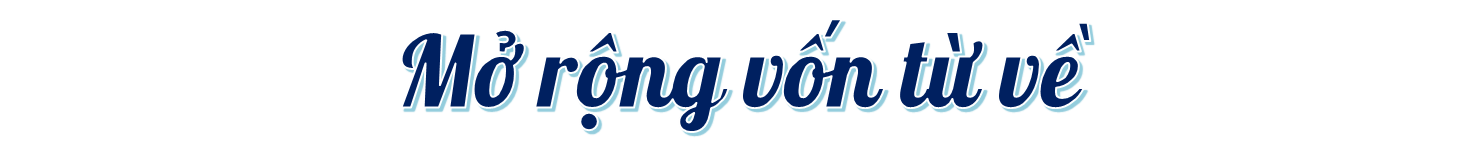 Mở rộng vốn từ về